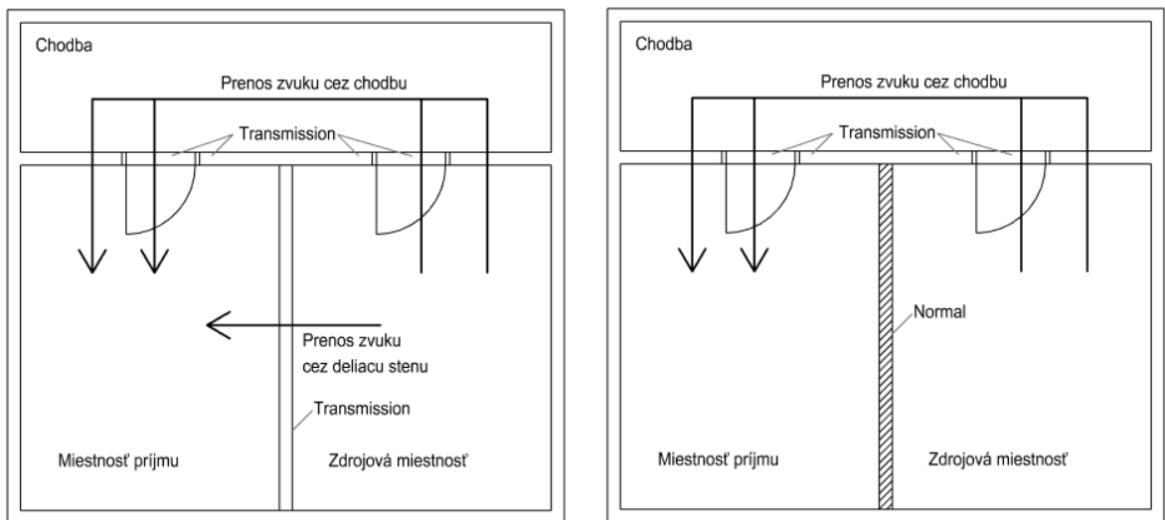 Chodba
Prenos zvuku cez chodbu
Transmission
Prenos zvuku
cez deliacu stenu
Transmission
Miestnosť príjmu
Zdrojová miestnosť
Chodba
Prenos zvuku cez chodbu
Transmission
Normal
Miestnosť príjmu
Zdrojová miestnosť